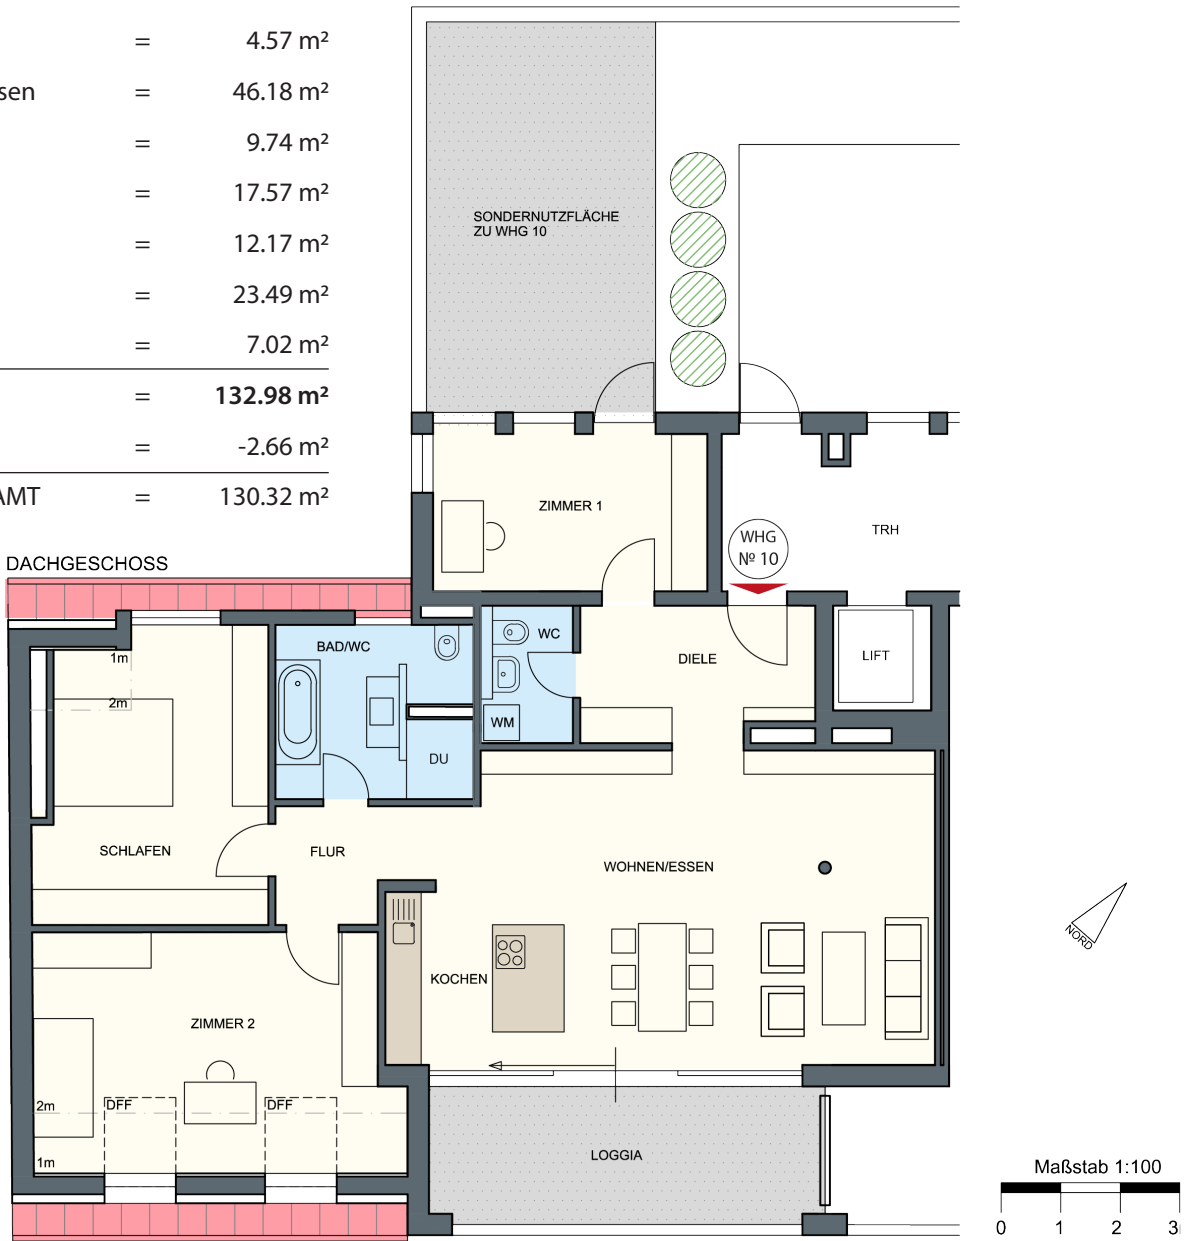 = 4.57 m²
sen = 46.18 m²
= 9.74 m²
= 17.57 m²
= 12.17 m²
= 23.49 m²
= 7.02 m²
= 132.98 m²
= -2.66 m²
AMT = 130.32 m²
DACHGESCHOSS
SONDERNUTZFLÄCHE
ZU WHG 10
ZIMMER 1
WHG
№ 10
TRH
BAD/WC
WC
DIELE
LIFT
1m
2m
WM
DU
SCHLAFEN
FLUR
WOHNEN/ESSEN
NORD
KOCHEN
ZIMMER 2
2m
DFF
DFF
1m
LOGGIA
Maßstab 1:100
0 1 2 3